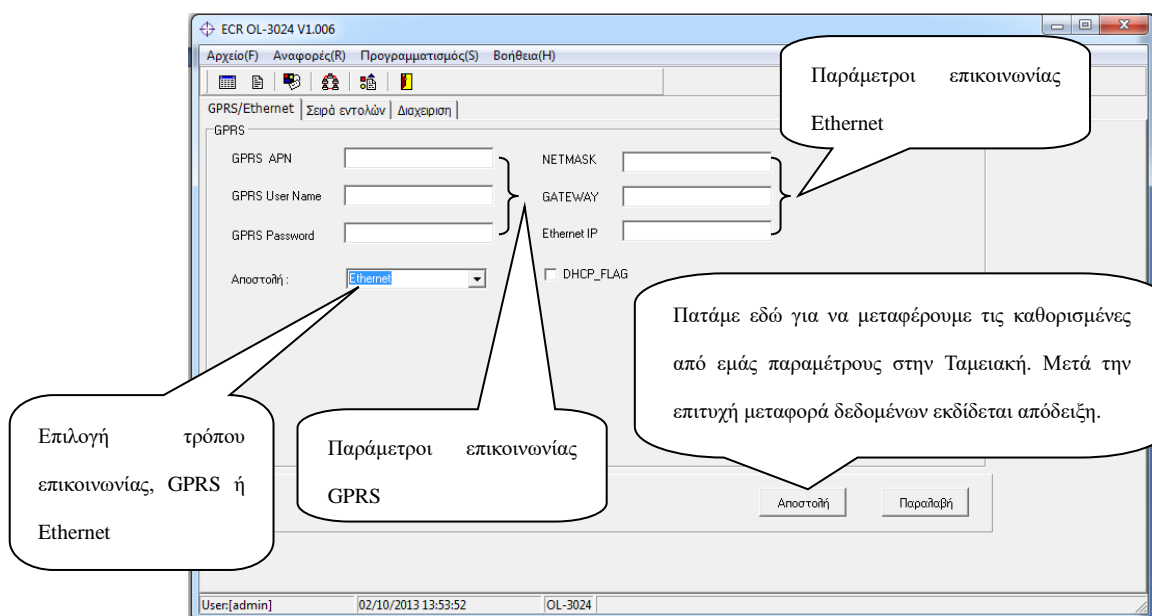 ECR OL-3024 V1.006
Αρχείο(F) Αναφορές(R) Προγραμματισμός(S) Βοήθεια(H)
GPRS/Ethernet Σειρά εντολών Διαχειριση
GPRS
GPRS APN
GPRS User Name
GPRS Password
Αποστολή :
Ethernet
NETMASK
GATEWAY
Ethernet IP
DHCP_FLAG
Παράμετροι επικοινωνίας
Ethernet
Πατάμε εδώ για να μεταφέρουμε τις καθορισμένες
από εμάς παραμέτρους στην Ταμειακή. Μετά την
επιτυχή μεταφορά δεδομένων εκδίδεται απόδειξη.
Επιλογή τρόπου
επικοινωνίας, GPRS ή
Ethernet
Παράμετροι επικοινωνίας
GPRS
Αποστολή Παραλαβή
User:[admin] 02/10/2013 13:53:52 OL-3024